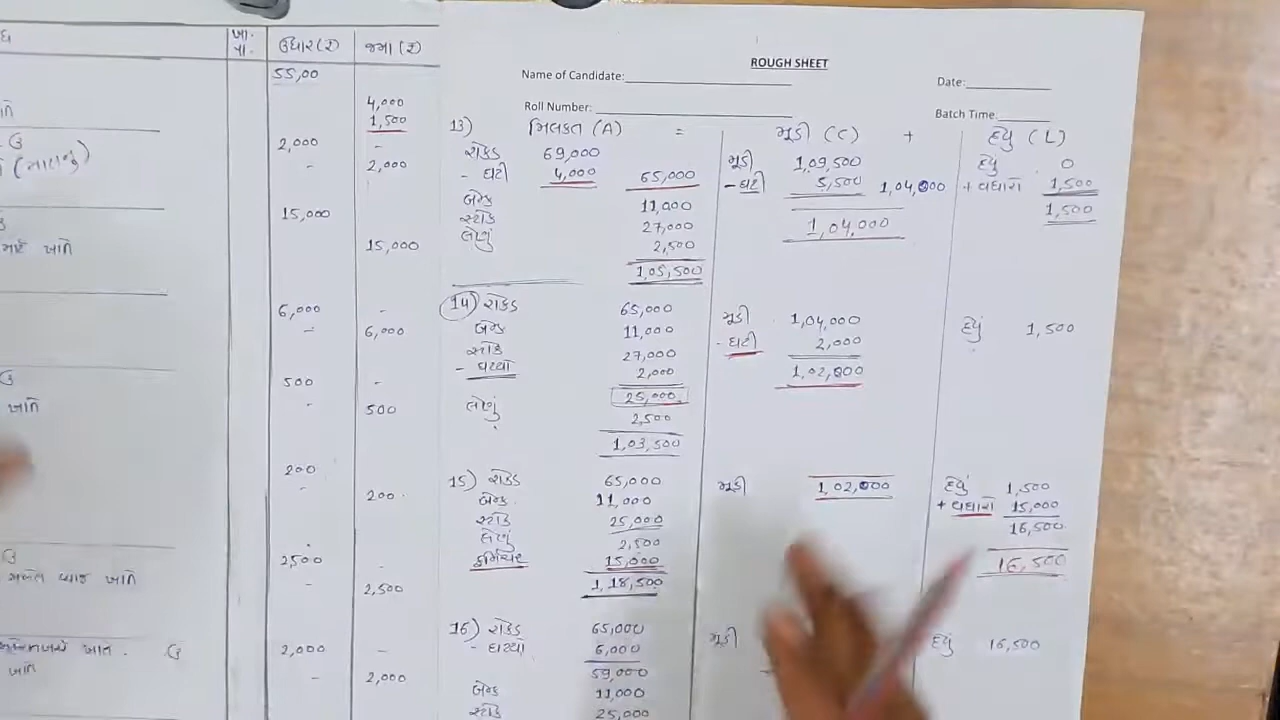 ખા. પા. ઉધાર(₹) જમા (₹)
55,00
4,000
1,500
2,000 -
- 2,000
15,000
15,000
6,000 -
- 6,000
500 -
- 500
ખાતે
200
- 200
2500 -
- 2,500
વ્યાજ ખાતે
2,000 -
- 2,000
ખાતે
ROUGH SHEET
Name of Candidate: Date:
Roll Number: Batch Time
13) મિલકત (A) = મૂડી (C) + દેવું (L)
રોકડ 69,000 મૂડી 1,09,500 દેવું 0
- ઘટી 4,000 65,000 - ઘટી 5,500 1,04,000 + વધારો 1,500
બેન્ક 11,000 1,04,000 1,500
સ્ટોક 27,000
લેણું 2,500
1,05,500
14) રોકડ 65,000 મૂડી 1,04,000 દેવું 1,500
બેન્ક 11,000 - ઘટી 2,000
સ્ટોક 27,000 1,02,000
- ઘટ્યો 2,000
25,000
લેણું 2,500
1,03,500
15) રોકડ 65,000 મૂડી 1,02,000 દેવું 1,500
બેન્ક 11,000 + વધારો 15,000
સ્ટોક 25,000 16,500
લેણું 2,500
ફર્નિચર 15,000 16,500
1,18,500
16) રોકડ 65,000 મૂડી દેવું 16,500
- ઘટ્યો 6,000
59,000
બેન્ક 11,000
સ્ટોક 25,000